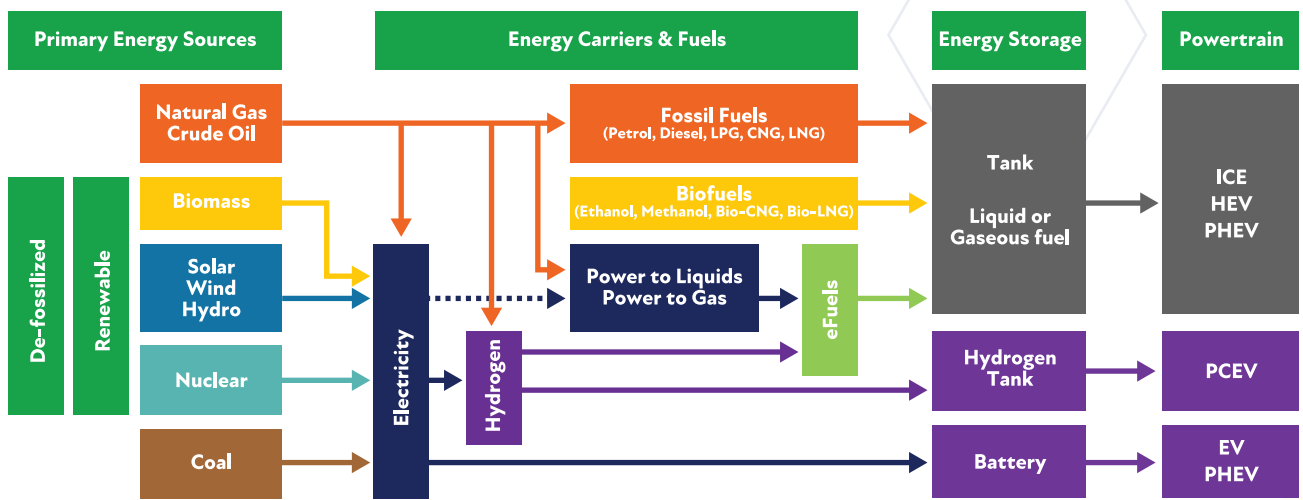 Primary Energy Sources
Energy Carriers & Fuels
Energy Storage
Powertrain
De-fossilized
Renewable
Natural Gas
Crude Oil
Biomass
Solar
Wind
Hydro
Nuclear
Coal
Electricity
Hydrogen
Fossil Fuels
(Petrol, Diesel, LPG, CNG, LNG)
Biofuels
(Ethanol, Methanol, Bio-CNG, Bio-LNG)
Power to Liquids
Power to Gas
eFuels
Tank
Liquid or
Gaseous fuel
Hydrogen
Tank
Battery
ICE
HEV
PHEV
PCEV
EV
PHEV